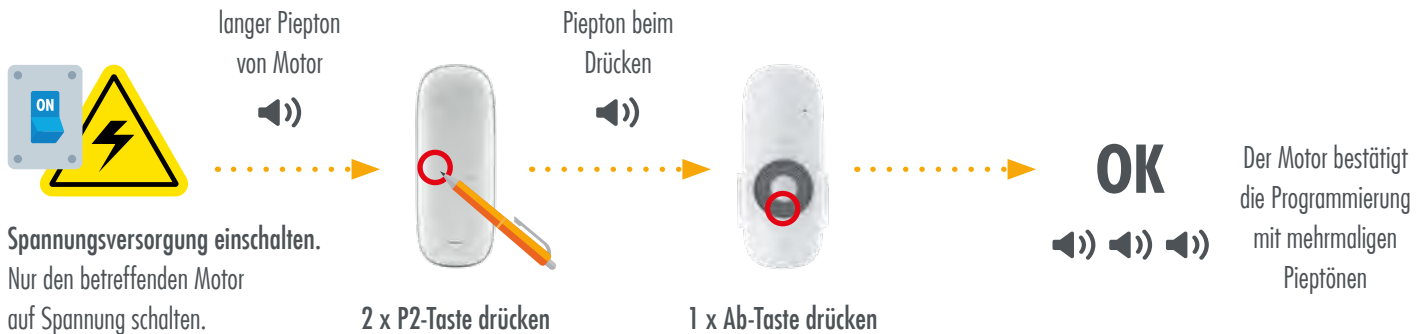 ON
Spannungsversorgung einschalten.
Nur den betreffenden Motor
auf Spannung schalten.
langer Piepton
von Motor
2 x P2-Taste drücken
Piepton beim
Drücken
1 x Ab-Taste drücken
OK
Der Motor bestätigt
die Programmierung
mit mehrmaligen
Pieptönen